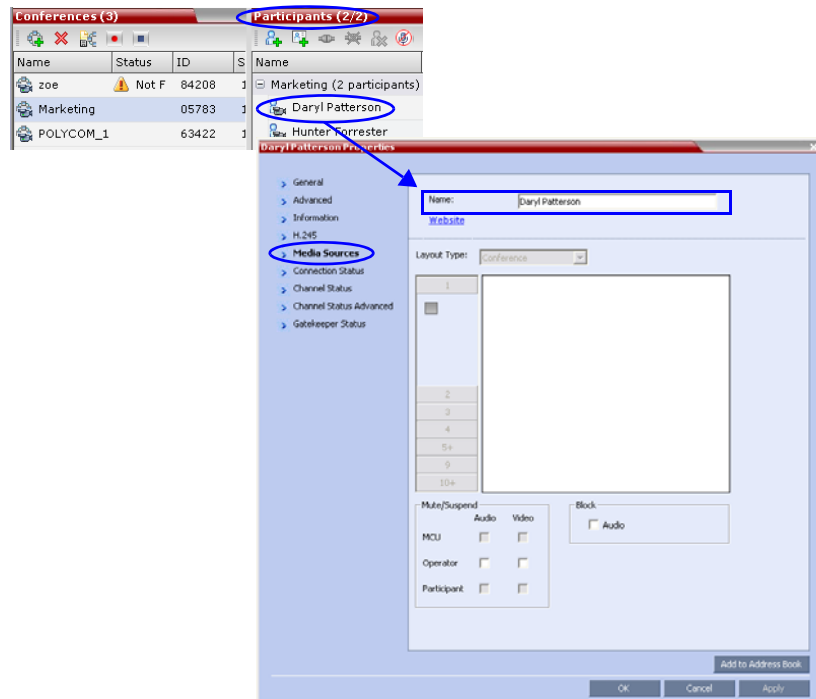 Conferences (3)
Participants (2/2)
Name Status ID S
Name
zoe Not F 84208 1
Marketing (2 participants)
Marketing 05783 1
Daryl Patterson
POLYCOM_1 63422 1
Hunter Forrester
Daryl Patterson Properties
General
Advanced
Information
H.245
Media Sources
Connection Status
Channel Status
Channel Status Advanced
Gatekeeper Status
Name: Daryl Patterson
Website
Layout Type: Conference
1
2
3
4
5+
9
10+
Mute/Suspend
Audio Video
MCU
Operator
Participant
Block
Audio
Add to Address Book
OK Cancel Apply